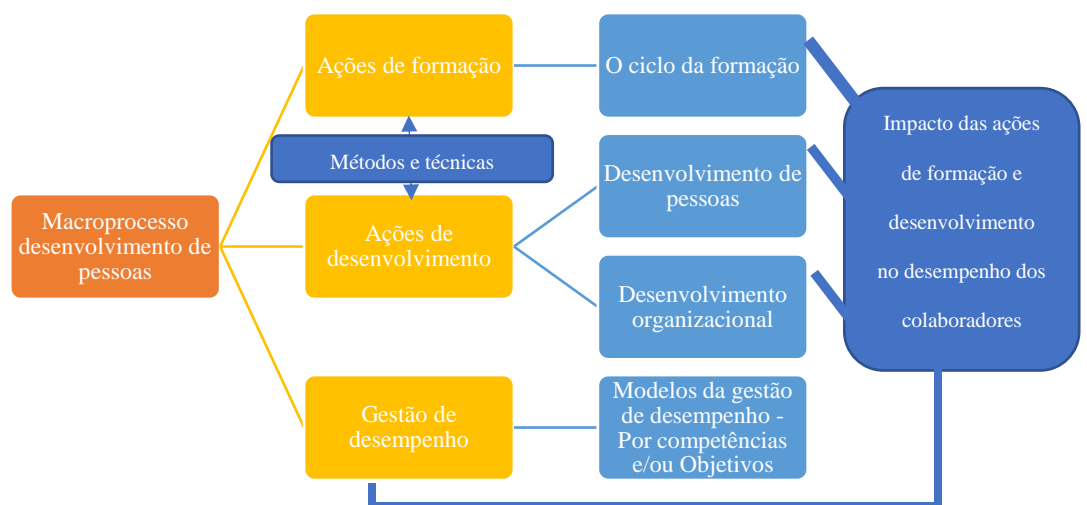 Ações de formação
O ciclo da formação
Impacto das ações
de formação e
desenvolvimento
no desempenho dos
colaboradores
Métodos e técnicas
Desenvolvimento de
pessoas
Macroprocesso
desenvolvimento de
pessoas
Ações de
desenvolvimento
Desenvolvimento
organizacional
Gestão de
desempenho
Modelos da gestão
de desempenho -
Por competências
e/ou Objetivos